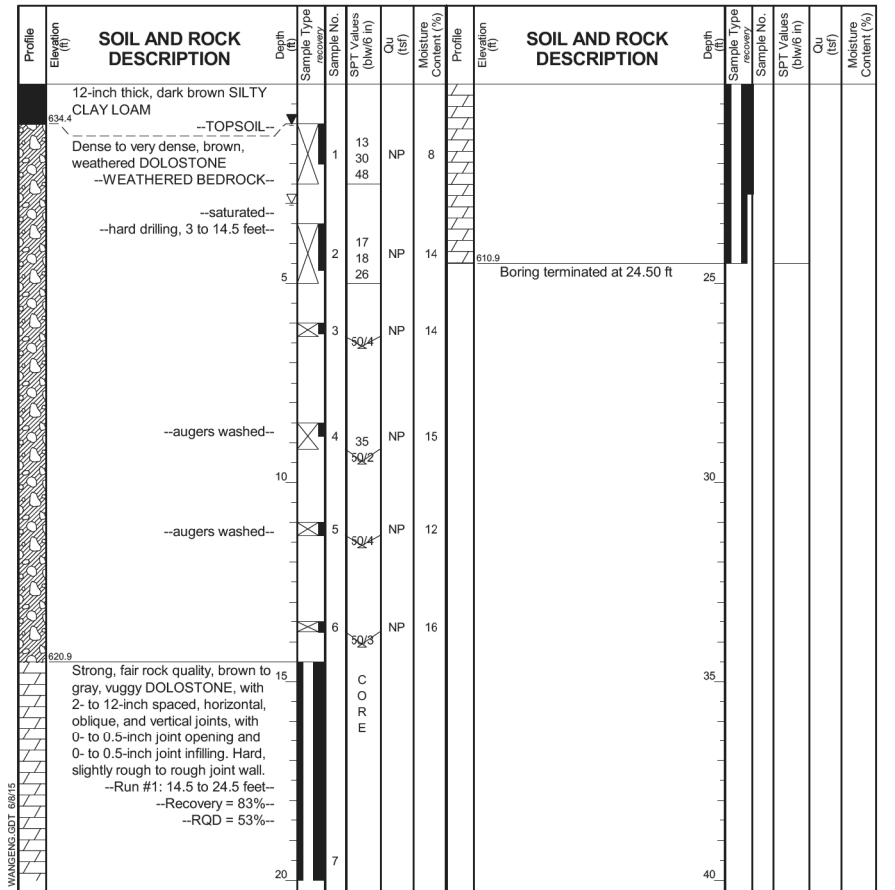 Profile
Elevation (ft)
SOIL AND ROCK
DESCRIPTION
Depth (ft)
Sample Type
recovery
Sample No.
SPT Values (blw/6 in)
Qu (tsf)
Moisture Content (%)
Profile
Elevation (ft)
SOIL AND ROCK
DESCRIPTION
Depth (ft)
Sample Type
recovery
Sample No.
SPT Values (blw/6 in)
Qu (tsf)
Moisture Content (%)
12-inch thick, dark brown SILTY
CLAY LOAM
634.4
--TOPSOIL--
Dense to very dense, brown,
weathered DOLOSTONE
--WEATHERED BEDROCK--
1
13
30
48
NP
8
--saturated--
--hard drilling, 3 to 14.5 feet--
2
17
18
26
NP
14
5
3
50/4
NP
14
--augers washed--
4
35
50/2
NP
15
10
--augers washed--
5
50/4
NP
12
6
50/3
NP
16
620.9
Strong, fair rock quality, brown to
gray, vuggy DOLOSTONE, with
2- to 12-inch spaced, horizontal,
oblique, and vertical joints, with
0- to 0.5-inch joint opening and
0- to 0.5-inch joint infilling. Hard,
slightly rough to rough joint wall.
--Run #1: 14.5 to 24.5 feet--
--Recovery = 83%--
--RQD = 53%--
15
C
O
R
E
7
20
610.9
Boring terminated at 24.50 ft
25
30
35
40
WANGENG.GDT 6/8/15